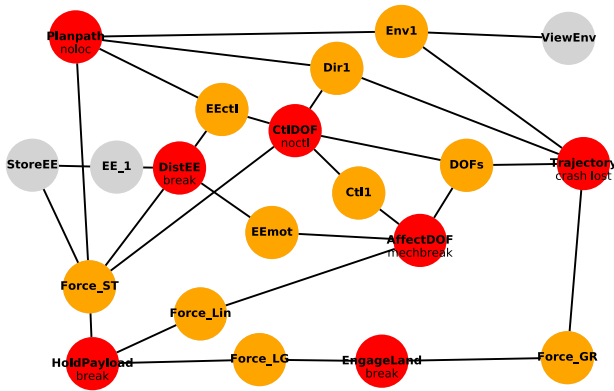 Planpath
noloc
Env1
ViewEnv
Dir1
EEctl
CtlDOF
noctl
StoreEE
EE_1
DistEE
break
DOFs
Trajectory
crash lost
Ctl1
EEmot
AffectDOF
mechbreak
Force_ST
Force_Lin
HoldPayload
break
Force_LG
EngageLand
break
Force_GR